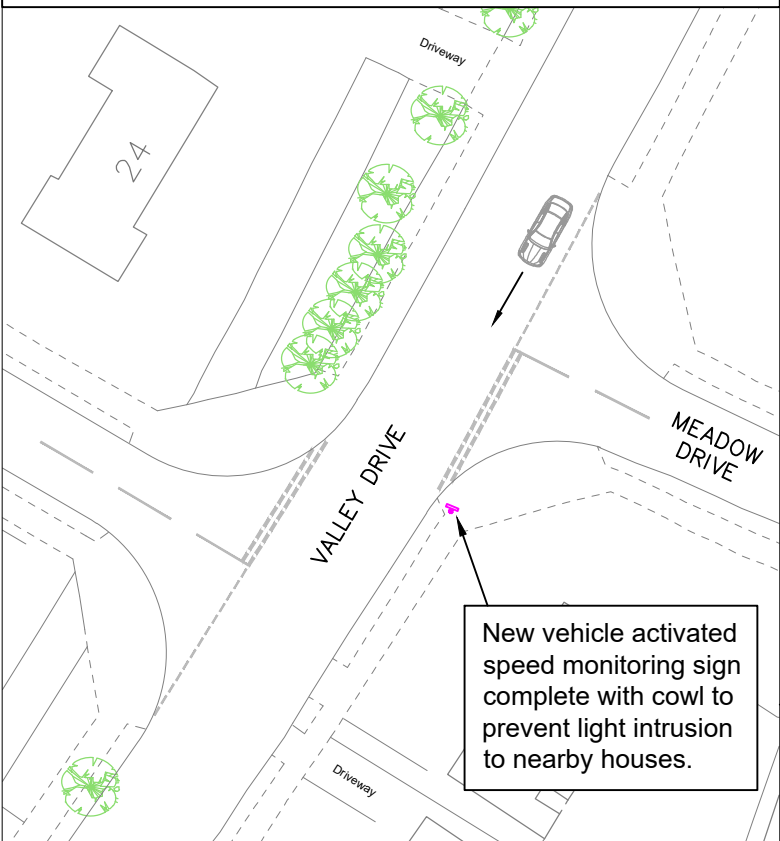 Driveway
24
MEADOW
DRIVE
VALLEY DRIVE
New vehicle activated
speed monitoring sign
complete with cowl to
prevent light intrusion
to nearby houses.
Driveway